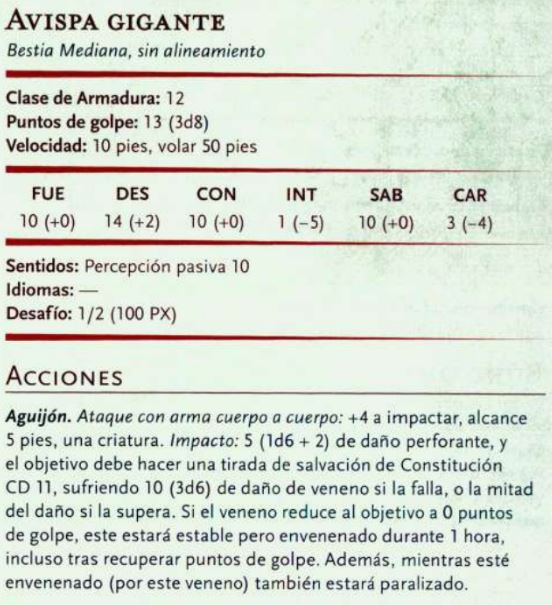 AVISPA GIGANTE
Bestia Mediana, sin alineamiento
Clase de Armadura: 12
Puntos de golpe: 13 (3d8)
Velocidad: 10 pies, volar 50 pies
FUE DES CON INT SAB CAR
10 (+0) 14 (+2) 10 (+0) 1 (−5) 10 (+0) 3 (−4)
Sentidos: Percepción pasiva 10
Idiomas: —
Desafío: 1/2 (100 PX)
ACCIONES
Aguijón. Ataque con arma cuerpo a cuerpo: +4 a impactar, alcance
5 pies, una criatura. Impacto: 5 (1d6 + 2) de daño perforante, y
el objetivo debe hacer una tirada de salvación de Constitución
CD 11, sufriendo 10 (3d6) de daño de veneno si la falla, o la mitad
del daño si la supera. Si el veneno reduce al objetivo a 0 puntos
de golpe, este estará estable pero envenenado durante 1 hora,
incluso tras recuperar puntos de golpe. Además, mientras esté
envenenado (por este veneno) también estará paralizado.